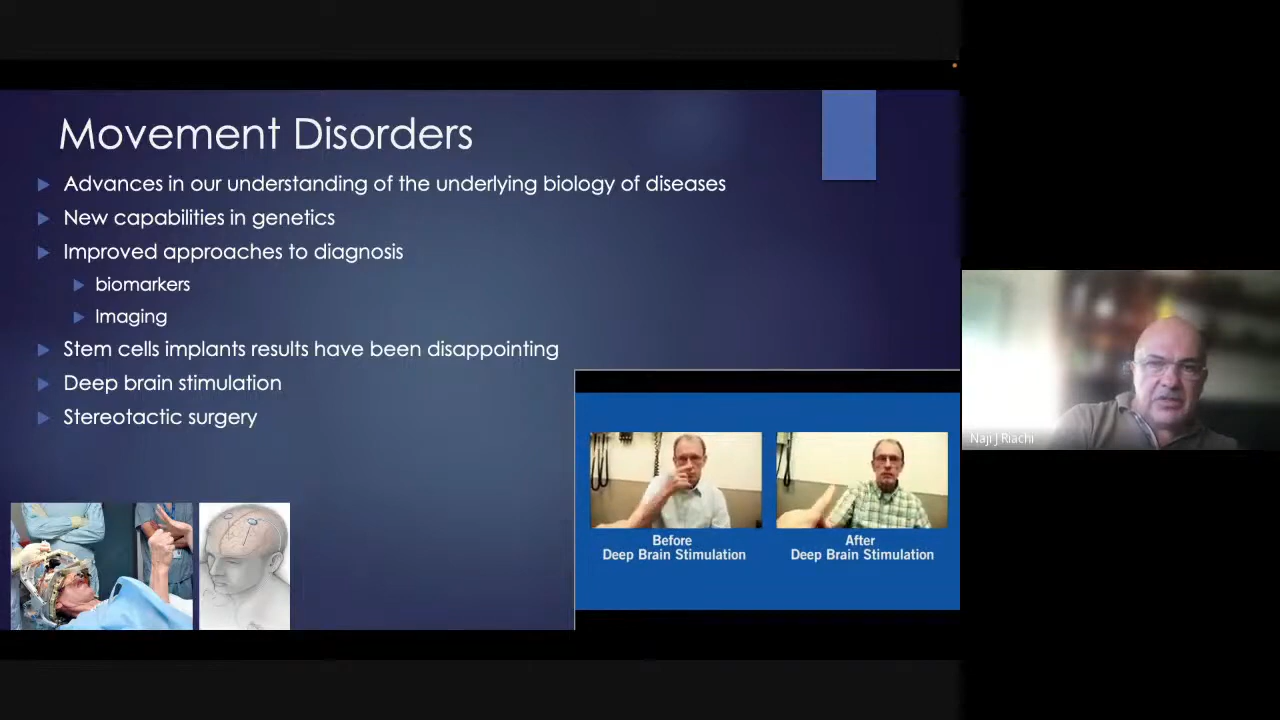 Movement Disorders
Advances in our understanding of the underlying biology of diseases
New capabilities in genetics
Improved approaches to diagnosis
biomarkers
Imaging
Stem cells implants results have been disappointing
Deep brain stimulation
Stereotactic surgery
Before
Deep Brain Stimulation
After
Deep Brain Stimulation
Naji J Riachi